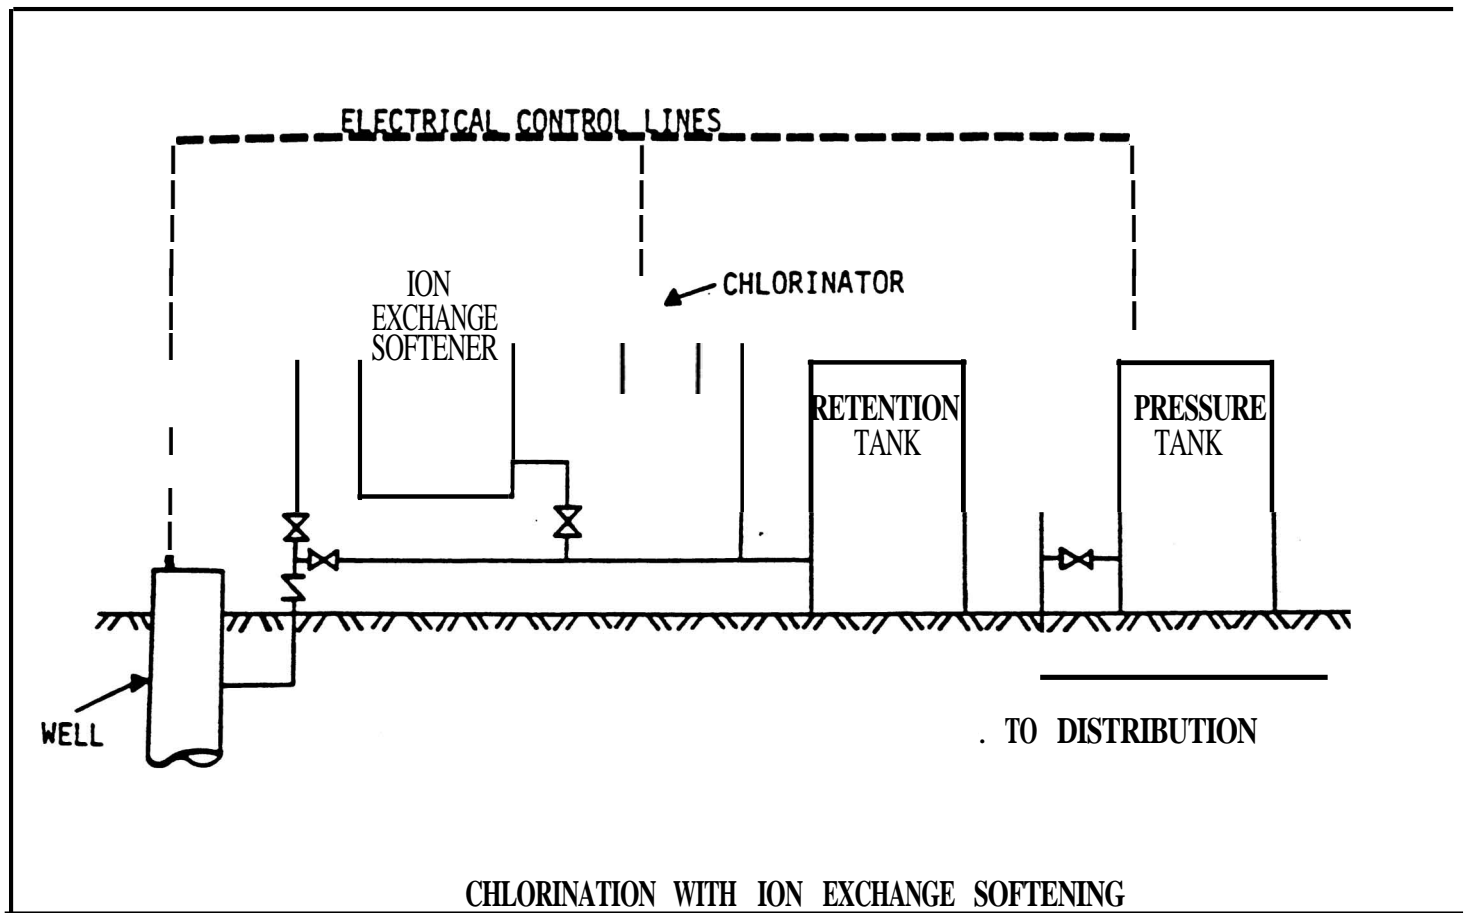 ELECTRICAL CONTROL LINES
CHLORINATOR
ION
EXCHANGE
SOFTENER
RETENTION
TANK
PRESSURE
TANK
WELL
. TO DISTRIBUTION
CHLORINATION WITH ION EXCHANGE SOFTENING